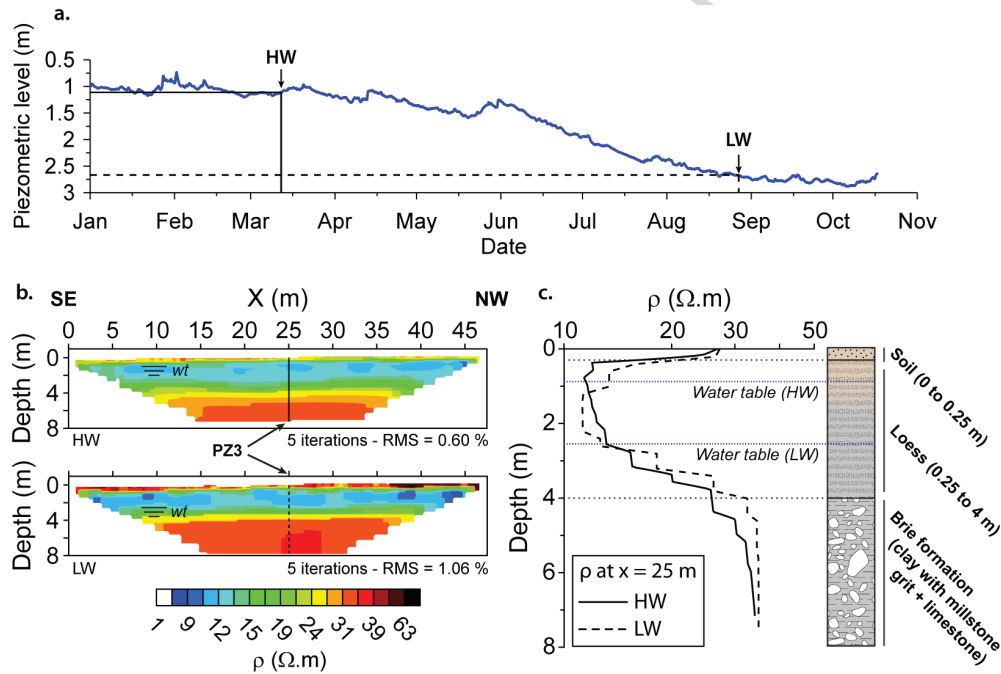 a.
Piezometric level (m)
0.5
1
1.5
2
2.5
3
HW
LW
Jan Feb Mar Apr May Jun Jul Aug Sep Oct Nov
Date
b. SE X (m) NW
0 5 10 15 20 25 30 35 40 45
Depth (m)
0
4
8
wt
HW 5 iterations - RMS = 0.60 %
PZ3
Depth (m)
0
4
8
wt
LW 5 iterations - RMS = 1.06 %
1 9 12 15 19 24 31 39 63
ρ (Ω.m)
c. ρ (Ω.m)
10 20 30 50
Depth (m)
0
2
4
6
8
Water table (HW)
Water table (LW)
ρ at x = 25 m
HW
LW
Soil (0 to 0.25 m)
Loess (0.25 to 4 m)
Brie formation
(clay with millstone
grit + limestone)